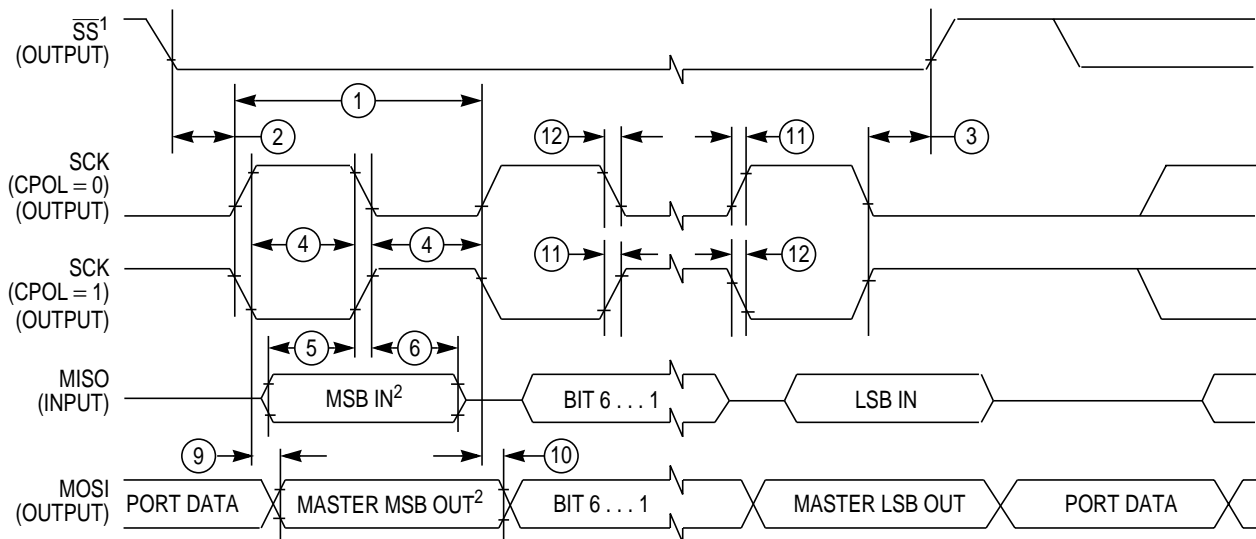 SS¹
(OUTPUT)
1
2
12
11
3
SCK
(CPOL = 0)
(OUTPUT)
4
4
SCK
(CPOL = 1)
(OUTPUT)
11
12
5
6
MISO
(INPUT)
MSB IN²
BIT 6 . . . 1
LSB IN
9
10
MOSI
(OUTPUT)
PORT DATA
MASTER MSB OUT²
BIT 6 . . . 1
MASTER LSB OUT
PORT DATA